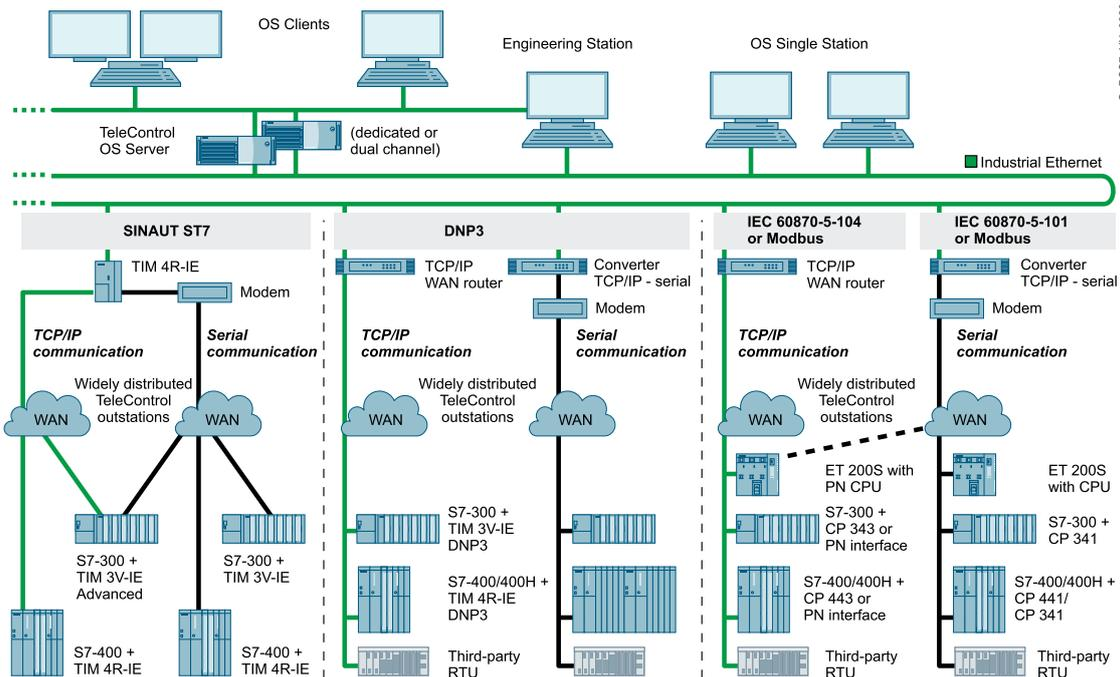 OS Clients
Engineering Station
OS Single Station
TeleControl
OS Server
(dedicated or
dual channel)
Industrial Ethernet
SINAUT ST7
DNP3
IEC 60870-5-104
or Modbus
IEC 60870-5-101
or Modbus
TIM 4R-IE
Modem
TCP/IP
WAN router
Converter
TCP/IP - serial
Modem
TCP/IP
WAN router
Converter
TCP/IP - serial
Modem
TCP/IP
communication
Serial
communication
TCP/IP
communication
Serial
communication
TCP/IP
communication
Serial
communication
Widely distributed
TeleControl
outstations
WAN
WAN
Widely distributed
TeleControl
outstations
WAN
WAN
Widely distributed
TeleControl
outstations
WAN
WAN
S7-300 +
TIM 3V-IE
Advanced
S7-300 +
TIM 3V-IE
S7-400 +
TIM 4R-IE
S7-400 +
TIM 4R-IE
S7-300 +
TIM 3V-IE
DNP3
S7-400/400H +
TIM 4R-IE
DNP3
Third-party
RTU
ET 200S with
PN CPU
S7-300 +
CP 343 or
PN interface
S7-400/400H +
CP 443 or
PN interface
Third-party
RTU
ET 200S
with CPU
S7-300 +
CP 341
S7-400/400H +
CP 441/
CP 341
Third-party
RTU